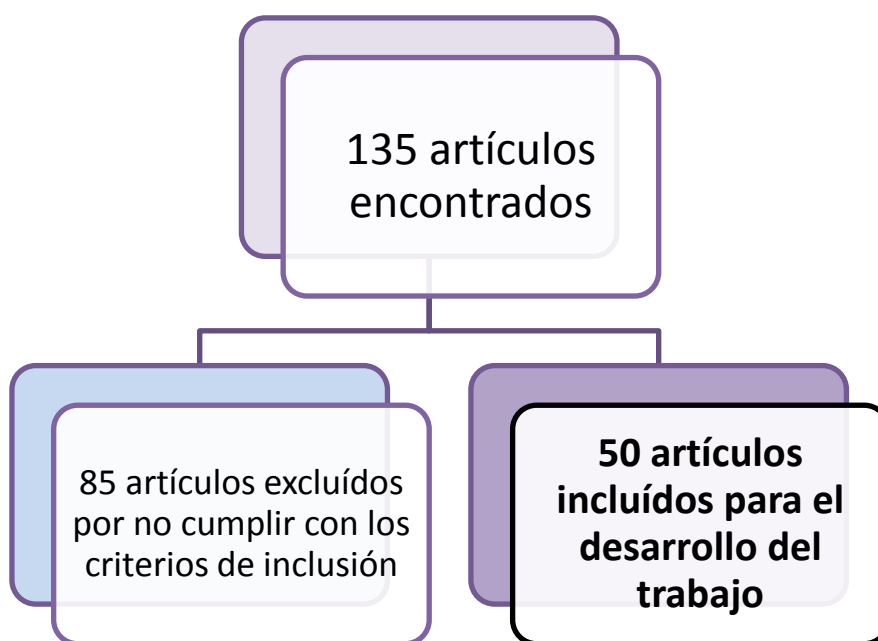 135 artículos
encontrados
85 artículos excluídos
por no cumplir con los
criterios de inclusión
50 artículos
incluídos para el
desarrollo del
trabajo